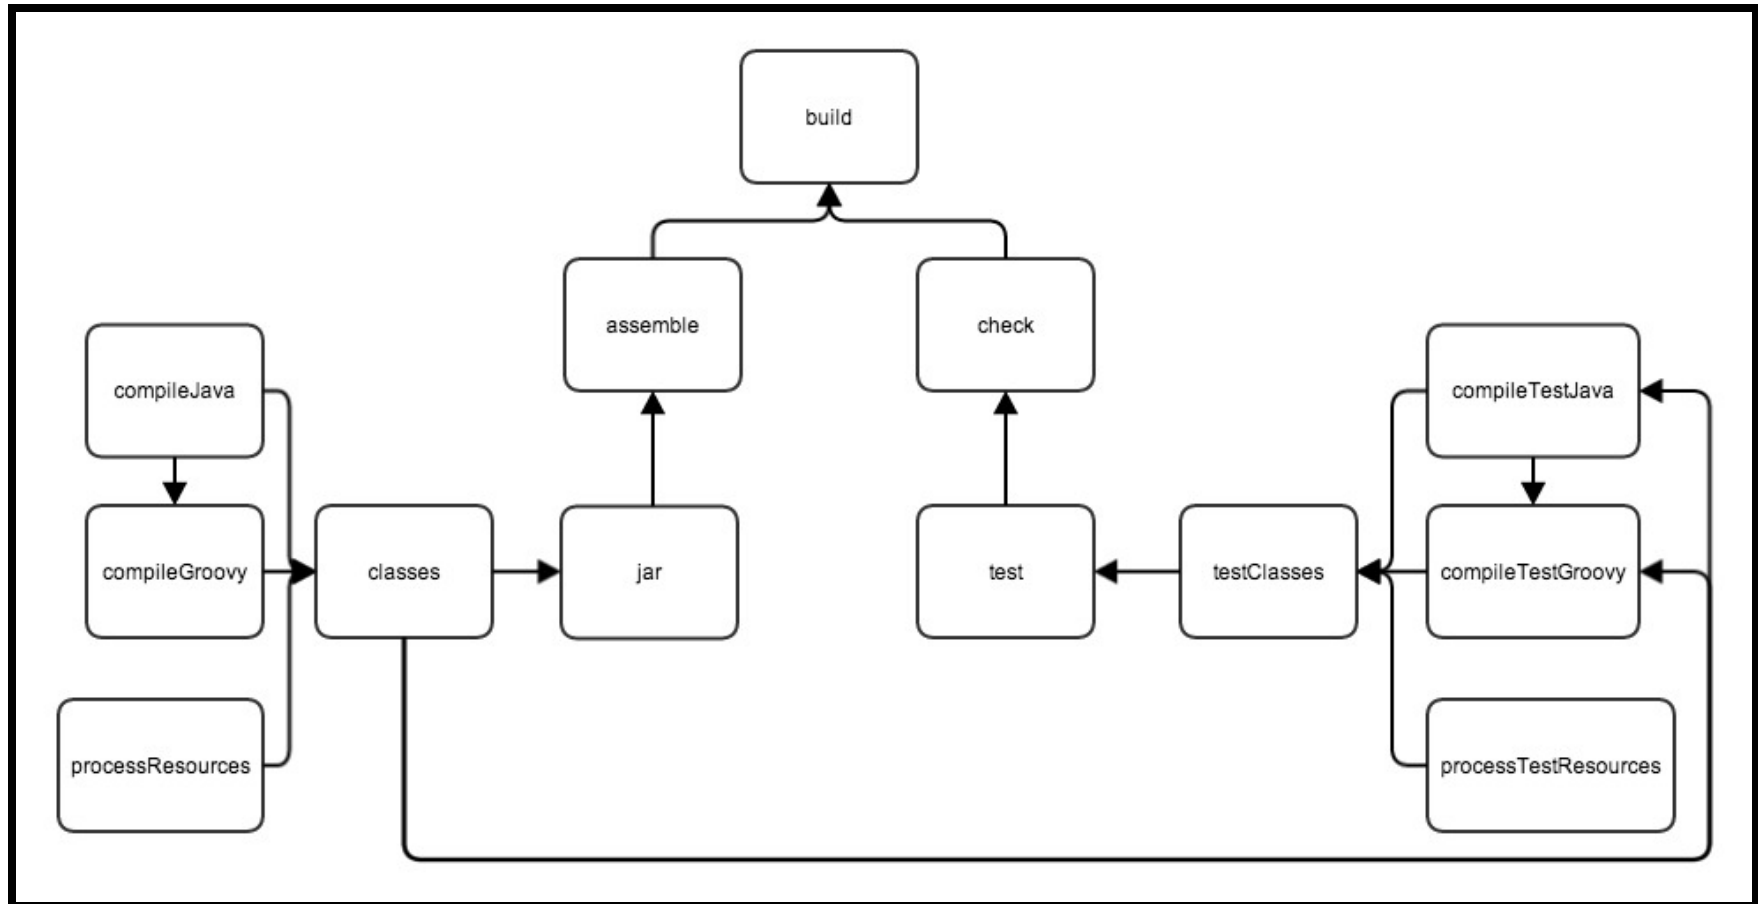 build
assemble
check
compileJava
compileTestJava
compileGroovy
classes
jar
test
testClasses
compileTestGroovy
processResources
processTestResources